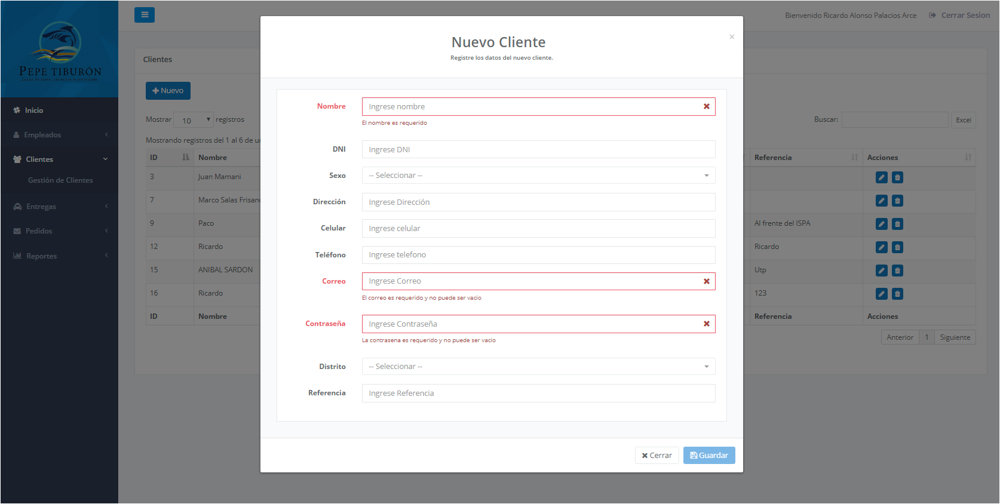 Bienvenido Ricardo Alonso Palacios Arce Cerrar Sesion
PEPE TIBURÓN
Inicio
Empleados
Clientes
Gestión de Clientes
Entregas
Pedidos
Reportes
Clientes
Nuevo
Mostrar 10 registros
Buscar: Excel
Mostrando registros del 1 al 6 de
ID Nombre Referencia Acciones
3 Juan Mamani
7 Marco Salas
9 Paco Al frente del ISPA
12 Ricardo Ricardo
15 ANIBAL SARDON Utp
16 Ricardo 123
ID Nombre Referencia Acciones
Anterior 1 Siguiente
Nuevo Cliente
×
Registre los datos del nuevo cliente.
Nombre Ingrese nombre
El nombre es requerido
DNI Ingrese DNI
Sexo -- Seleccionar --
Dirección Ingrese Dirección
Celular Ingrese celular
Teléfono Ingrese telefono
Correo Ingrese Correo
El correo es requerido y no puede ser vacio
Contraseña Ingrese Contraseña
La contrasena es requerido y no puede ser vacio
Distrito -- Seleccionar --
Referencia Ingrese Referencia
Cerrar Guardar